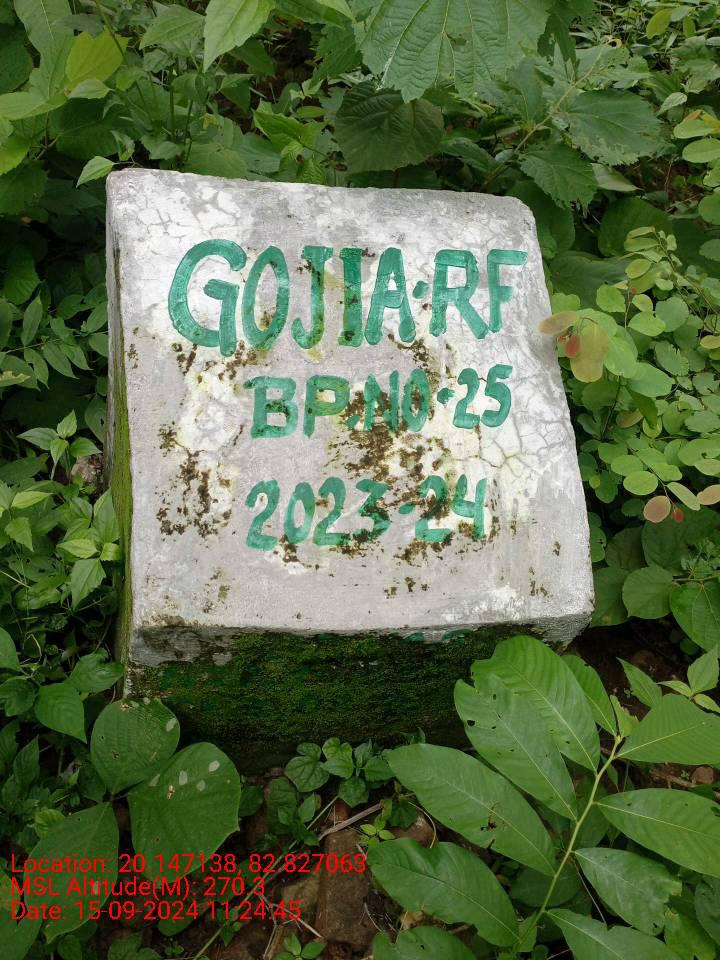 GOJIA·RF
BP.NO·25
2023·24
Location: 20.147138, 82.827063
MSL Altitude(M): 270.3
Date: 15-09-2024 11:24:45